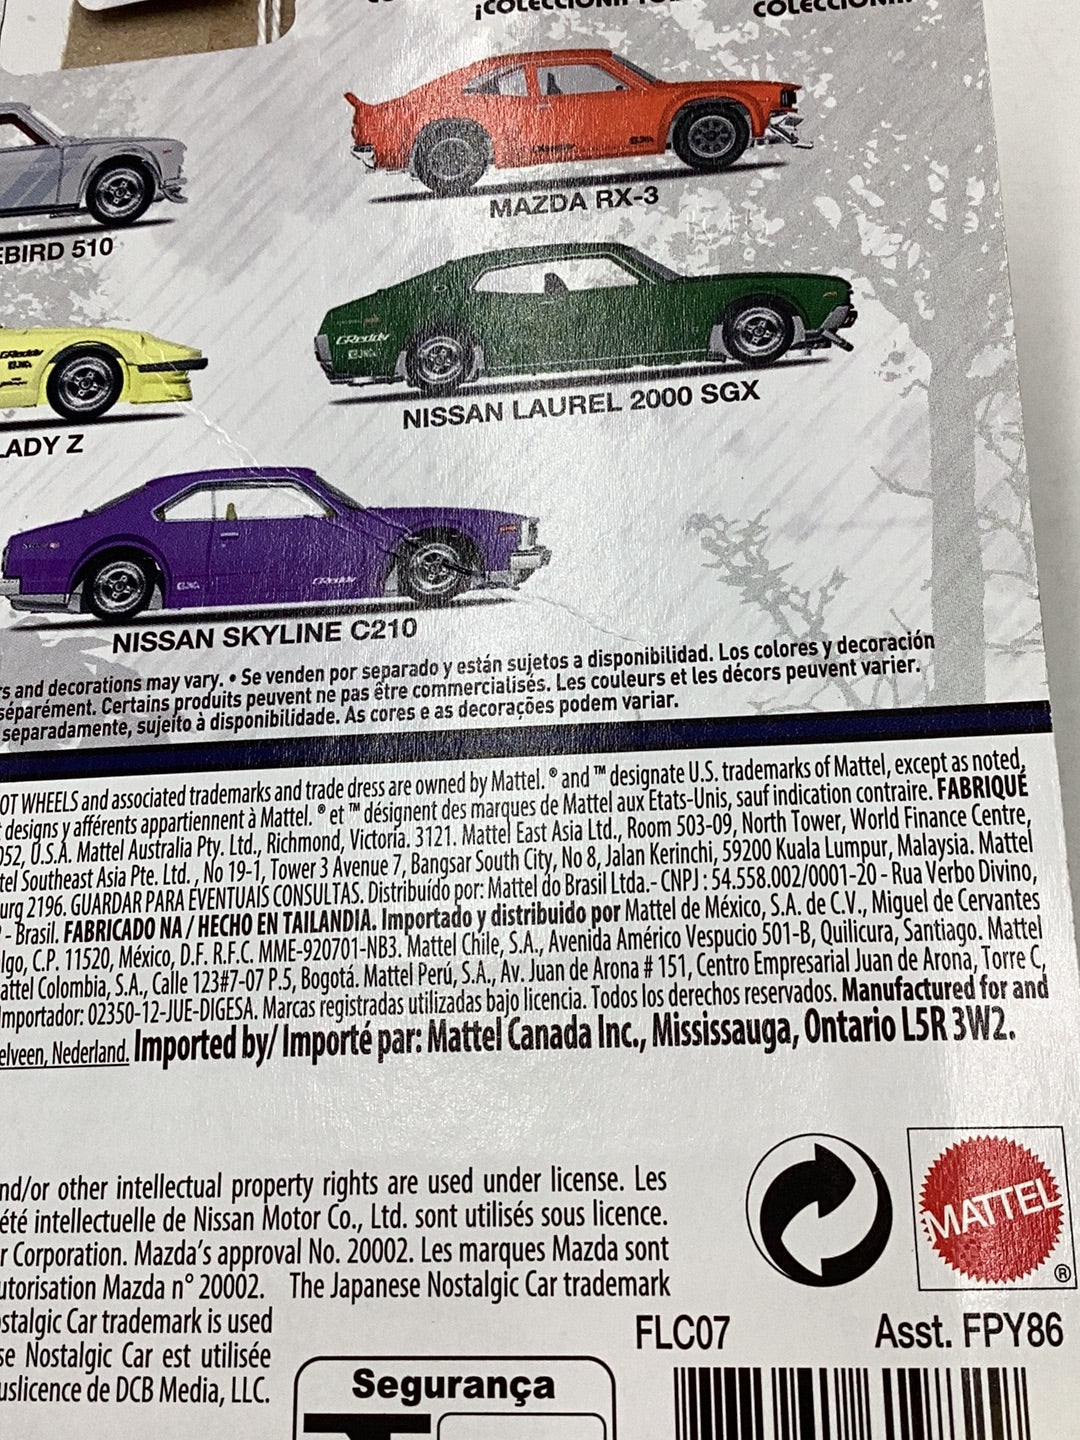 ¡COLECCIONA TODOS
COLECCION
MAZDA RX-3
EBIRD 510
GReddy
NISSAN LAUREL 2000 SGX
GReddy
LADY Z
GReddy
NISSAN SKYLINE C210
rs and decorations may vary. • Se venden por separado y están sujetos a disponibilidad. Los colores y decoración
séparément. Certains produits peuvent ne pas être commercialisés. Les couleurs et les décors peuvent varier.
separadamente, sujeito à disponibilidade. As cores e as decorações podem variar.
OT WHEELS and associated trademarks and trade dress are owned by Mattel. ® and ™ designate U.S. trademarks of Mattel, except as noted,
designs y afférents appartiennent à Mattel. ® et ™ désignent des marques de Mattel aux États-Unis, sauf indication contraire. FABRIQUÉ
052, U.S.A. Mattel Australia Pty. Ltd., Richmond, Victoria. 3121. Mattel East Asia Ltd., Room 503-09, North Tower, World Finance Centre,
tel Southeast Asia Pte. Ltd., No 19-1, Tower 3 Avenue 7, Bangsar South City, No 8, Jalan Kerinchi, 59200 Kuala Lumpur, Malaysia. Mattel
urg 2196. GUARDAR PARA EVENTUAIS CONSULTAS. Distribuído por: Mattel do Brasil Ltda.- CNPJ : 54.558.002/0001-20 - Rua Verbo Divino,
- Brasil. FABRICADO NA / HECHO EN TAILANDIA. Importado y distribuido por Mattel de México, S.A. de C.V., Miguel de Cervantes
lgo, C.P. 11520, México, D.F. R.F.C. MME-920701-NB3. Mattel Chile, S.A., Avenida Américo Vespucio 501-B, Quilicura, Santiago. Mattel
attel Colombia, S.A., Calle 123#7-07 P.5, Bogotá. Mattel Perú, S.A., Av. Juan de Arona # 151, Centro Empresarial Juan de Arona, Torre C,
Importador: 02350-12-JUE-DIGESA. Marcas registradas utilizadas bajo licencia. Todos los derechos reservados. Manufactured for and
elveen, Nederland. Imported by/ Importé par: Mattel Canada Inc., Mississauga, Ontario L5R 3W2.
nd/or other intellectual property rights are used under license. Les
été intellectuelle de Nissan Motor Co., Ltd. sont utilisés sous licence.
r Corporation. Mazda's approval No. 20002. Les marques Mazda sont
utorisation Mazda n° 20002. The Japanese Nostalgic Car trademark
stalgic Car trademark is used
se Nostalgic Car est utilisée
uslicence de DCB Media, LLC.
MATTEL
®
FLC07
Asst. FPY86
Segurança